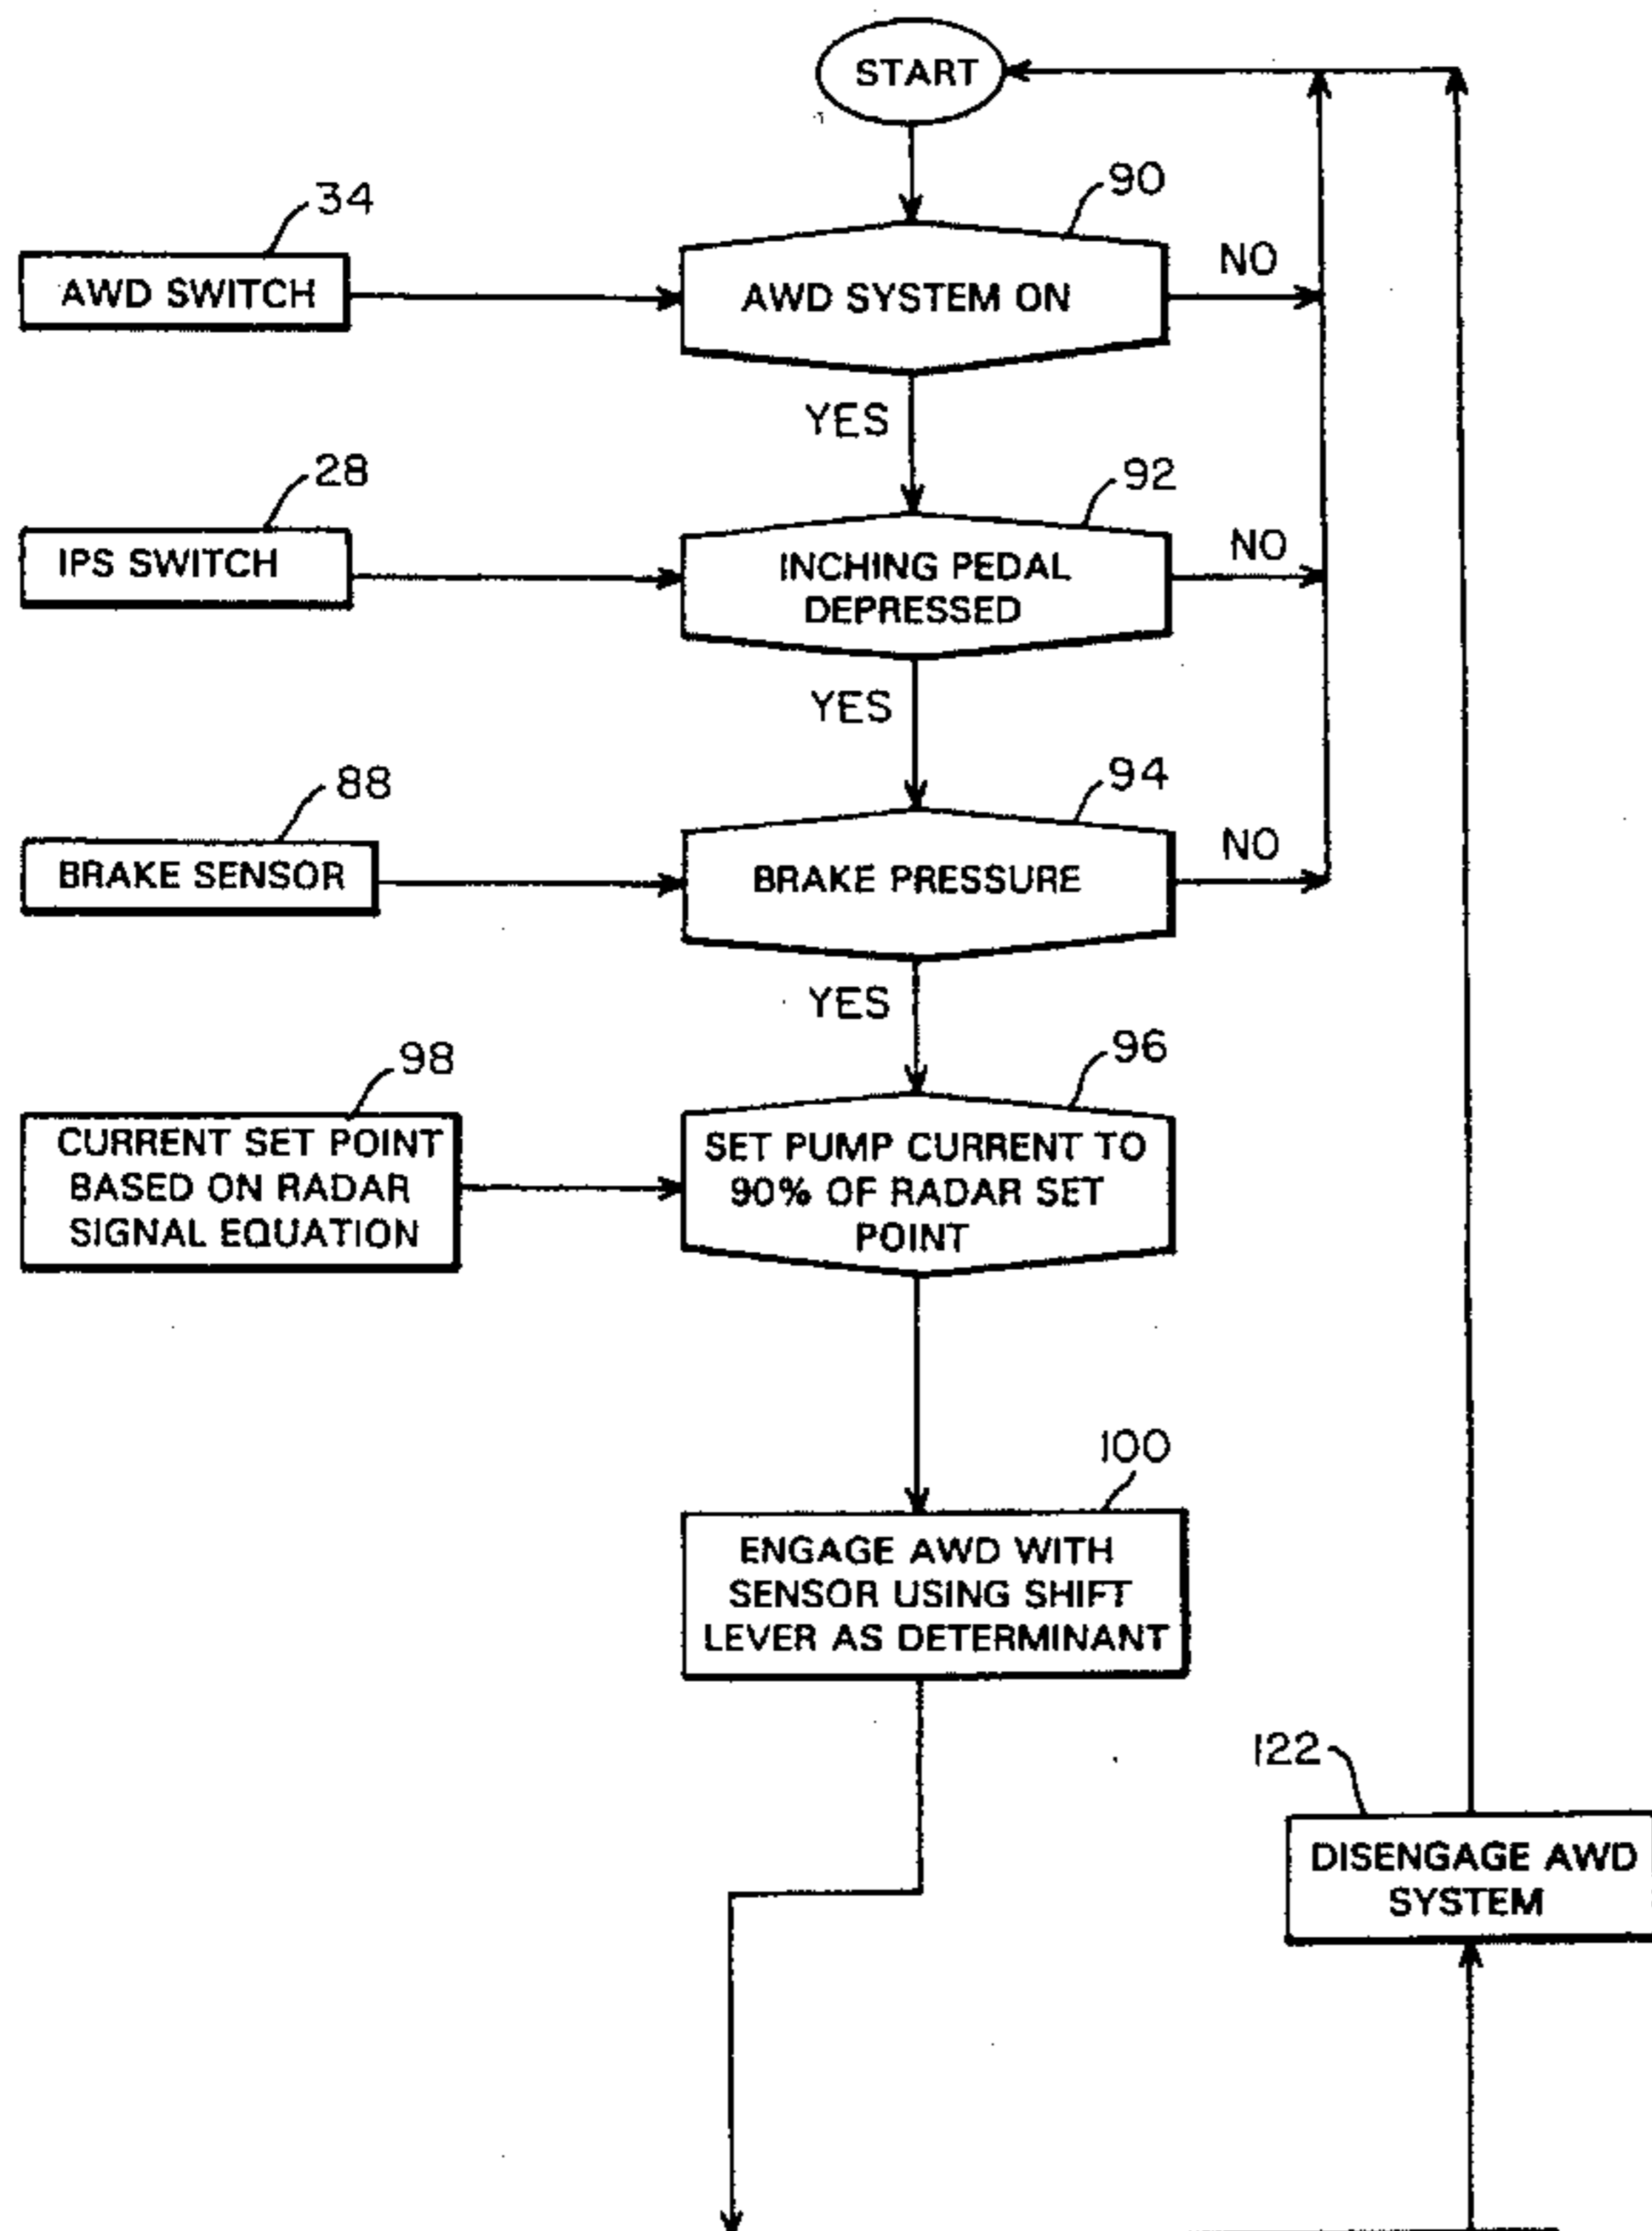 START
90
34
AWD SWITCH
AWD SYSTEM ON
NO
YES
28
92
IPS SWITCH
INCHING PEDAL
DEPRESSED
NO
YES
88
94
BRAKE SENSOR
BRAKE PRESSURE
NO
YES
98
96
CURRENT SET POINT
BASED ON RADAR
SIGNAL EQUATION
SET PUMP CURRENT TO
90% OF RADAR SET
POINT
100
ENGAGE AWD WITH
SENSOR USING SHIFT
LEVER AS DETERMINANT
122
DISENGAGE AWD
SYSTEM